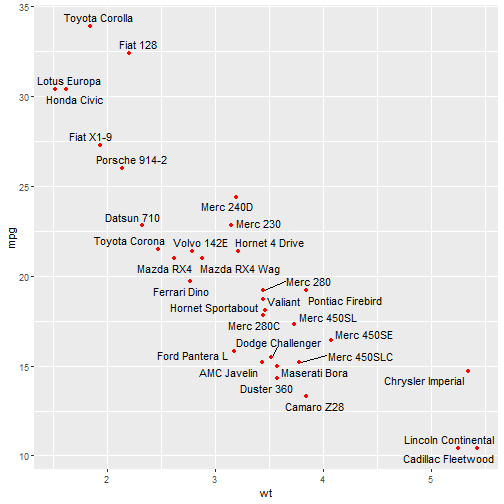 35
Toyota Corolla
Fiat 128
30
Lotus Europa
Honda Civic
Fiat X1-9
Porsche 914-2
25
Merc 240D
Datsun 710
Merc 230
Toyota Corona
Volvo 142E
Hornet 4 Drive
Mazda RX4
Mazda RX4 Wag
20
Ferrari Dino
Merc 280
Hornet Sportabout
Valiant
Pontiac Firebird
Merc 280C
Merc 450SL
Merc 450SE
Dodge Challenger
Ford Pantera L
Merc 450SLC
15
AMC Javelin
Maserati Bora
Chrysler Imperial
Duster 360
Camaro Z28
Lincoln Continental
10
Cadillac Fleetwood
mpg
2
3
4
5
wt